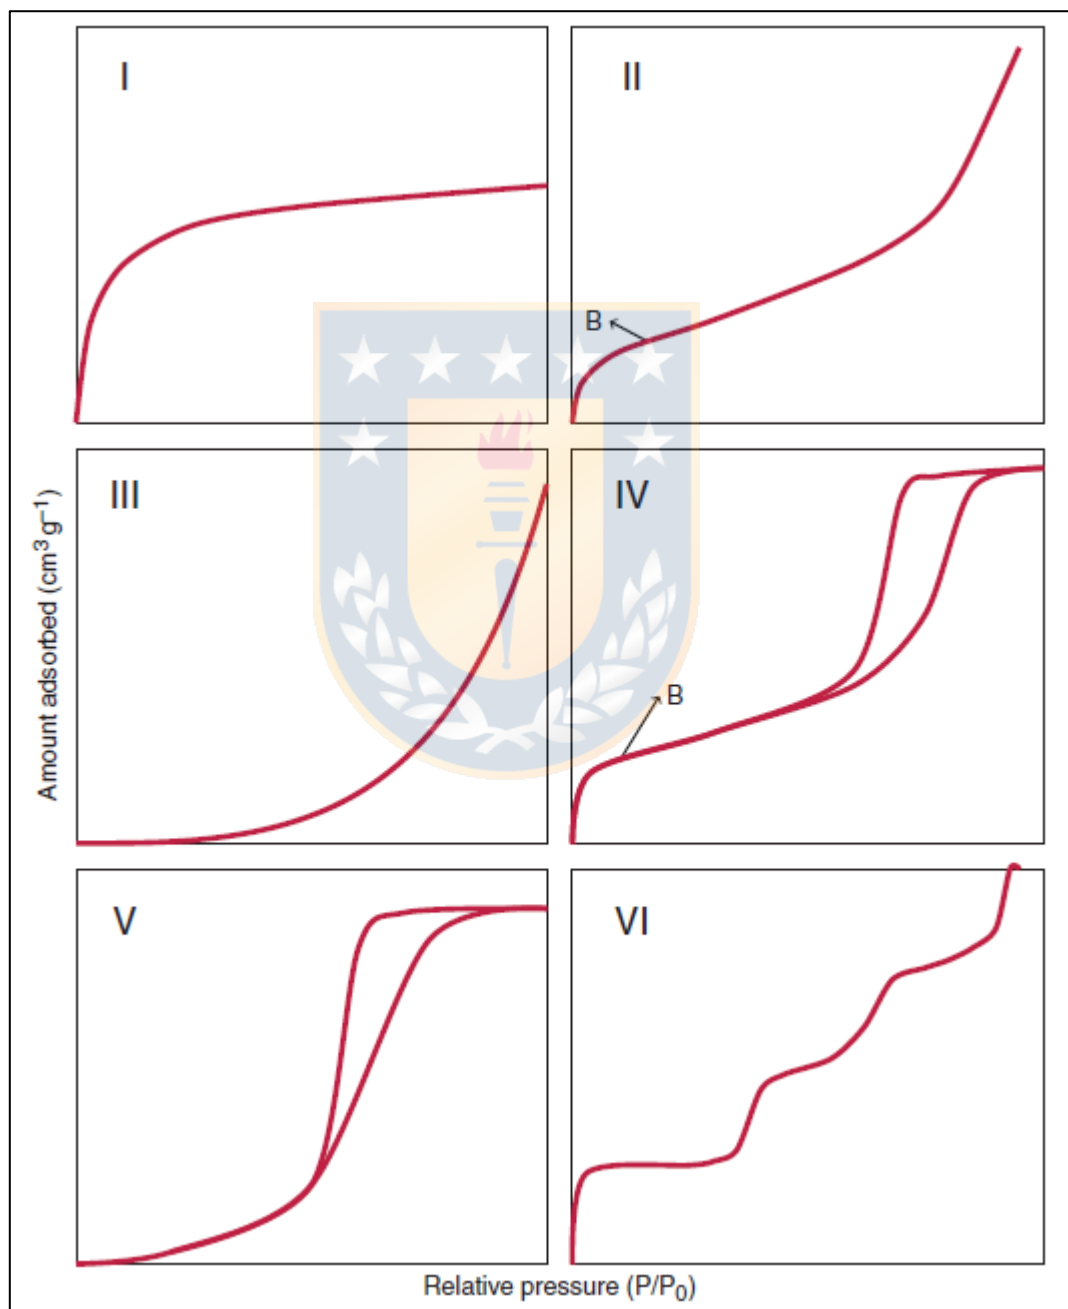 I
II
B
III
IV
B
V
VI
Amount adsorbed (cm³ g⁻¹)
Relative pressure (P/P₀)